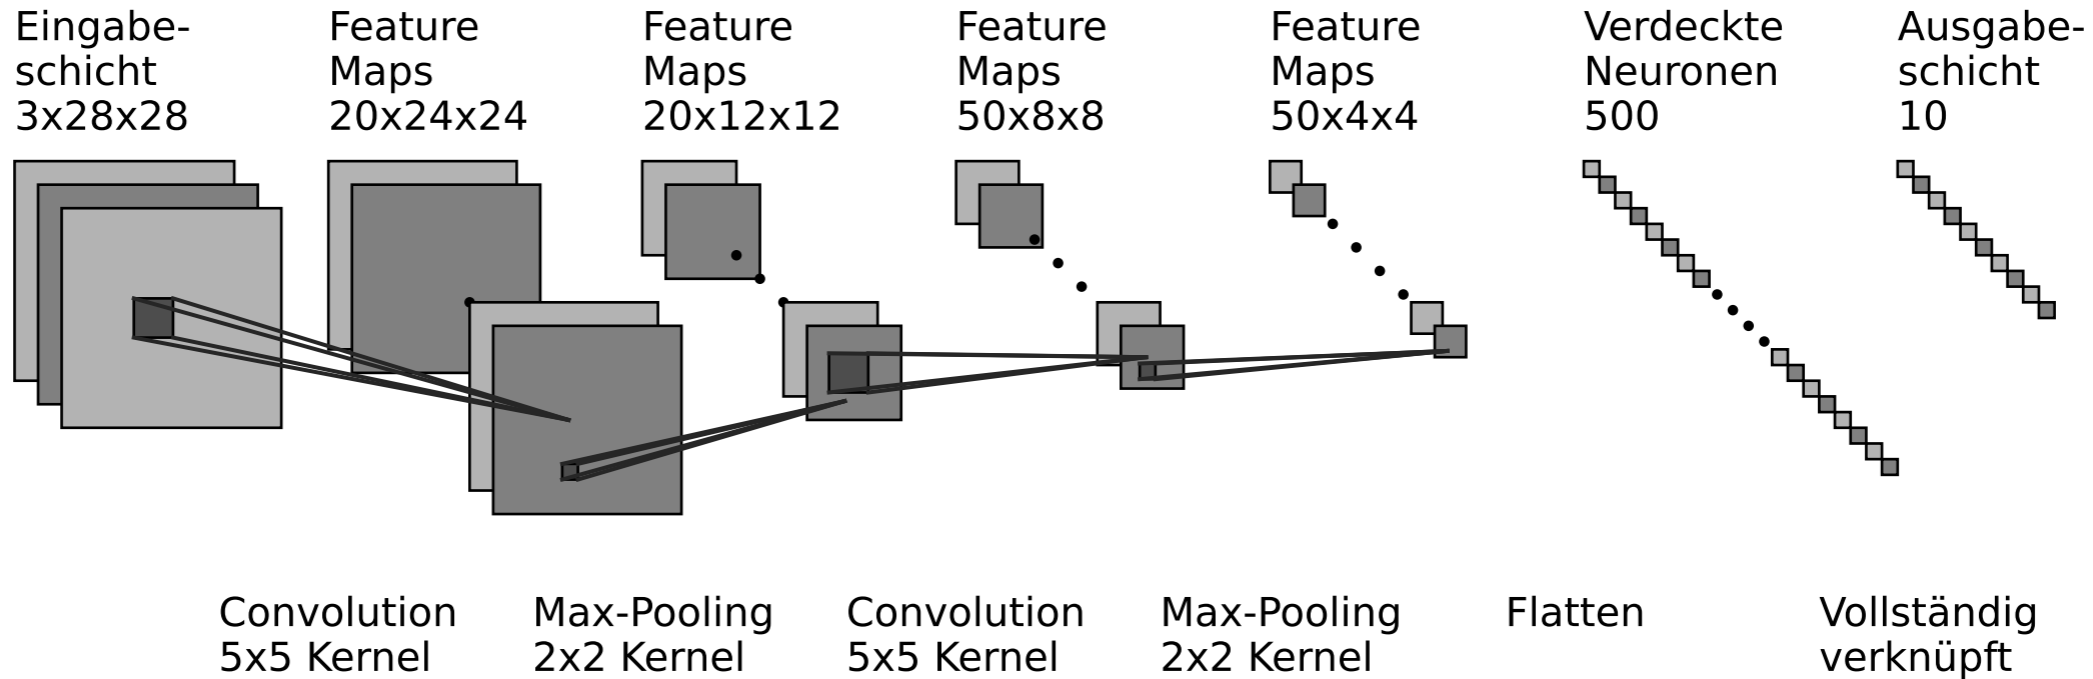 Eingabe-
schicht
3x28x28
Feature
Maps
20x24x24
Feature
Maps
20x12x12
Feature
Maps
50x8x8
Feature
Maps
50x4x4
Verdeckte
Neuronen
500
Ausgabe-
schicht
10
Convolution
5x5 Kernel
Max-Pooling
2x2 Kernel
Convolution
5x5 Kernel
Max-Pooling
2x2 Kernel
Flatten
Vollständig
verknüpft